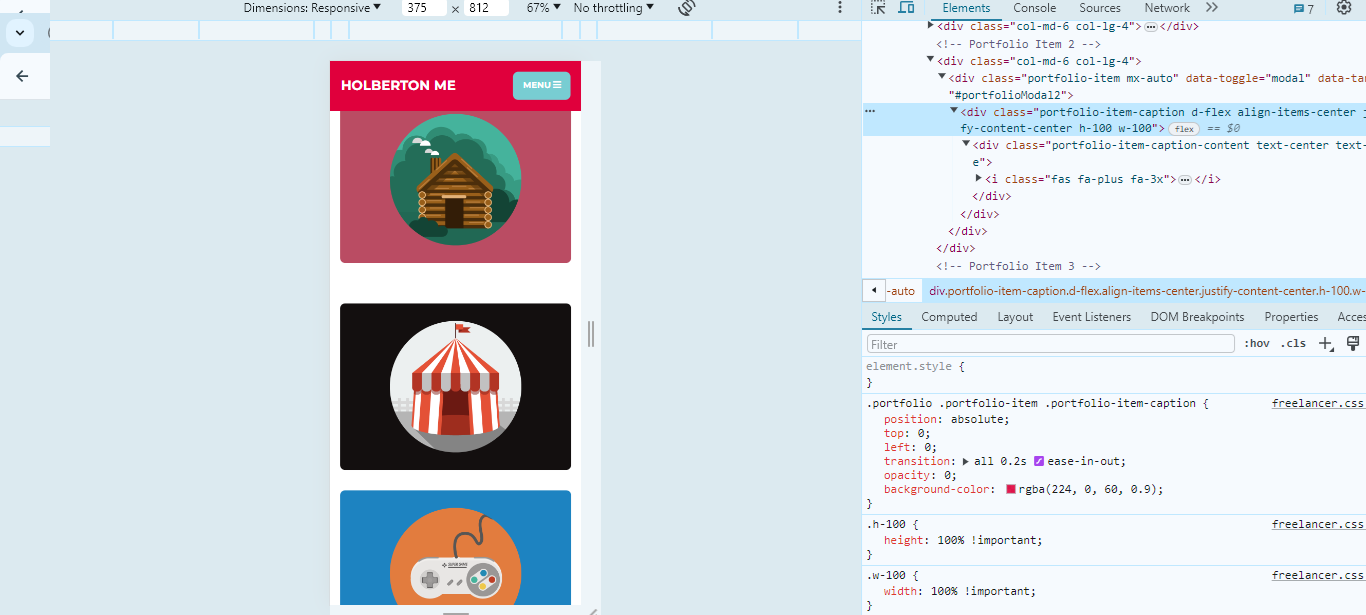 Dimensions: Responsive 375 × 812 67% No throttling
HOLBERTON ME MENU
Elements Console Sources Network 7
<div class="col-md-6 col-lg-4"> ⋯ </div>
<!-- Portfolio Item 2 -->
<div class="col-md-6 col-lg-4">
<div class="portfolio-item mx-auto" data-toggle="modal" data-tar
"#portfolioModal2">
<div class="portfolio-item-caption d-flex align-items-center j
fy-content-center h-100 w-100"> flex == $0
<div class="portfolio-item-caption-content text-center text-
e">
<i class="fas fa-plus fa-3x"> ⋯ </i>
</div>
</div>
</div>
</div>
<!-- Portfolio Item 3 -->
-auto div.portfolio-item-caption.d-flex.align-items-center.justify-content-center.h-100.w-
Styles Computed Layout Event Listeners DOM Breakpoints Properties Acces
Filter :hov .cls
element.style {
}
.portfolio .portfolio-item .portfolio-item-caption { freelancer.css
position: absolute;
top: 0;
left: 0;
transition: all 0.2s ease-in-out;
opacity: 0;
background-color: rgba(224, 0, 60, 0.9);
}
.h-100 { freelancer.css
height: 100% !important;
}
.w-100 { freelancer.css
width: 100% !important;
}